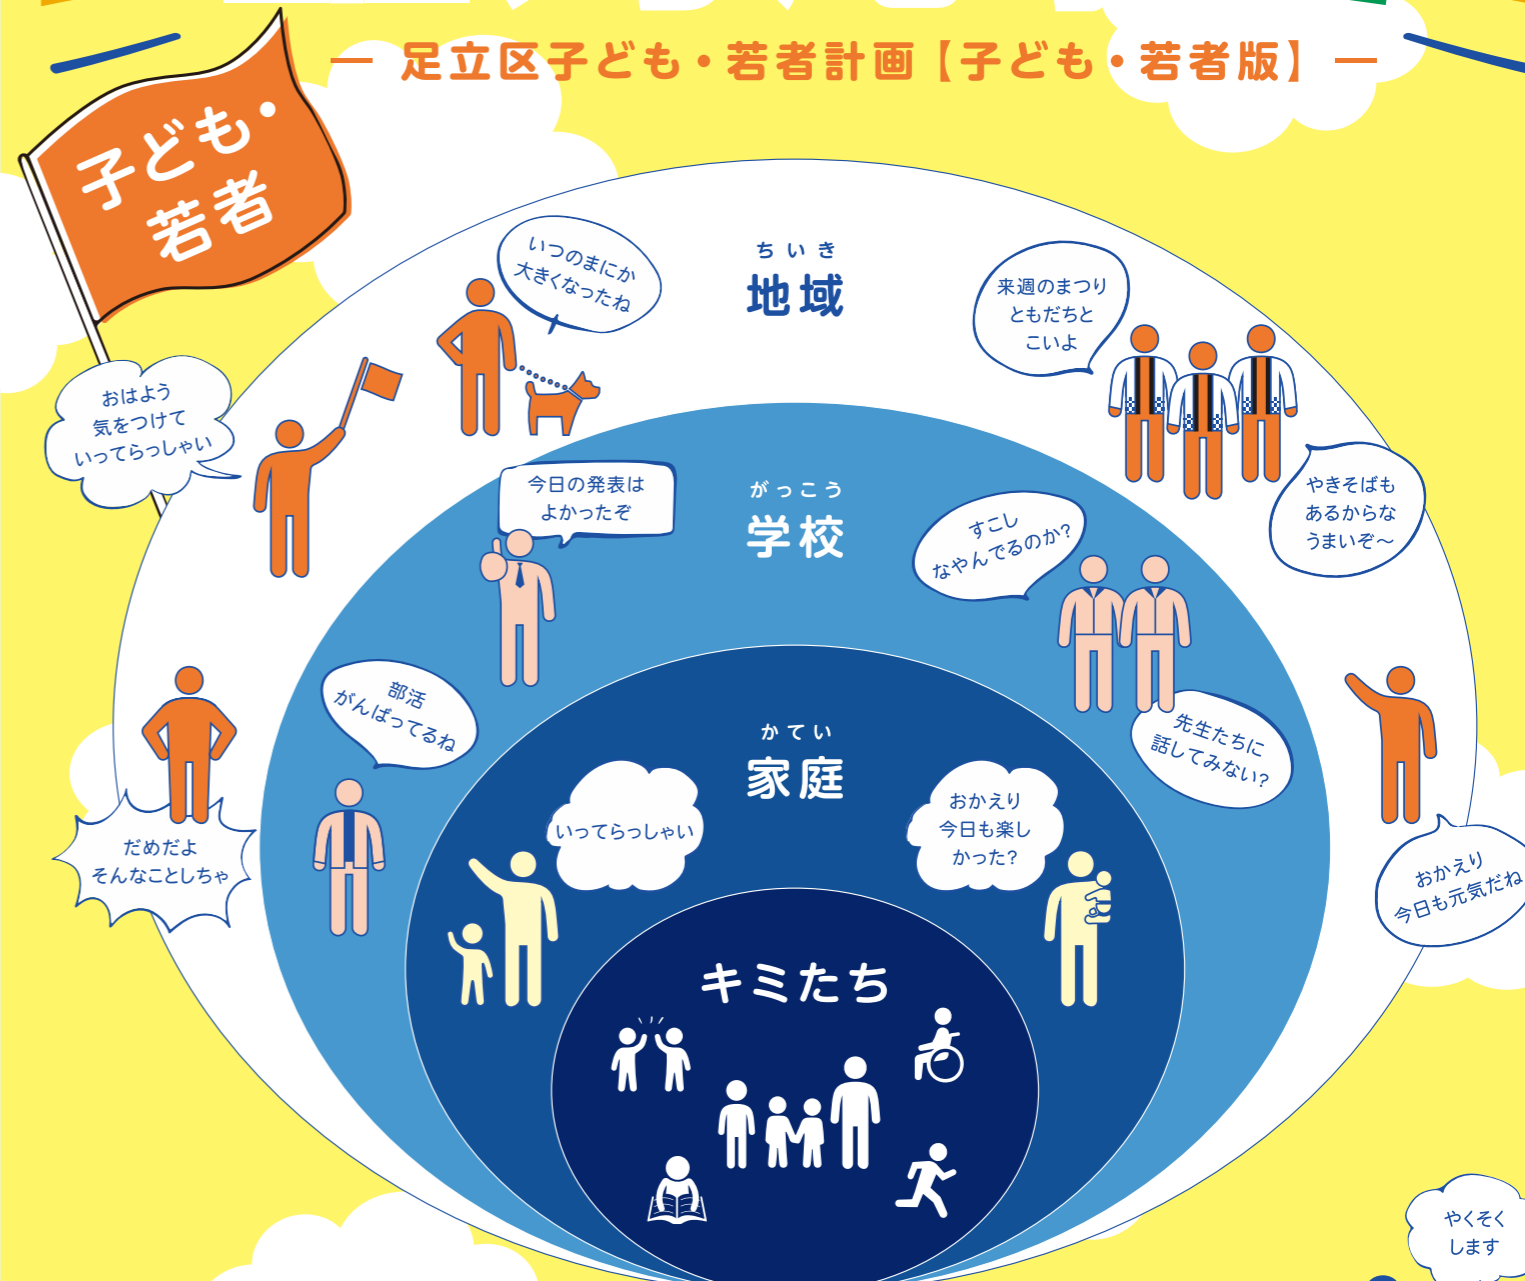 ― 足立区子ども・若者計画【子ども・若者版】―
子ども・
若者
いつのまにか
大きくなったね
ちいき
地域
来週のまつり
ともだちと
こいよ
おはよう
気をつけて
いってらっしゃい
今日の発表は
よかったぞ
がっこう
学校
すこし
なやんでるのか?
やきそばも
あるからな
うまいぞ～
部活
がんばってるね
先生たちに
話してみない?
かてい
家庭
いってらっしゃい
おかえり
今日も楽し
かった?
だめだよ
そんなことしちゃ
おかえり
今日も元気だね
キミたち
やくそく
します